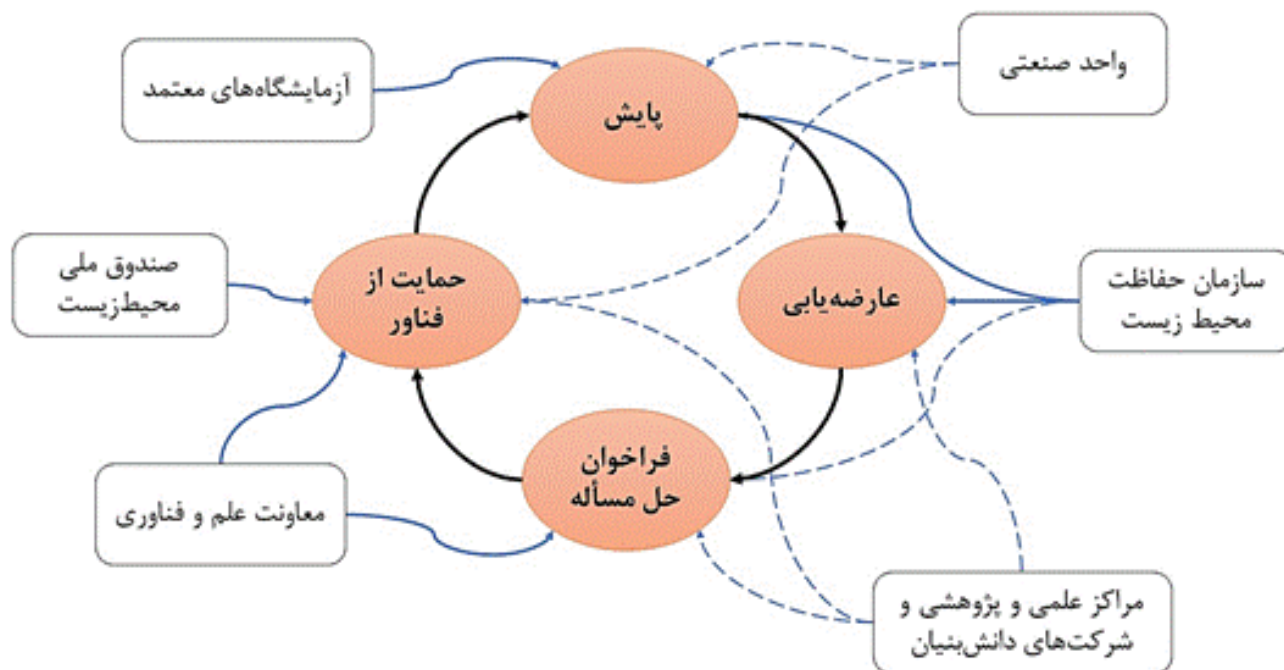 واحد صنعتی
آزمایشگاه‌های معتمد
پایش
صندوق ملی
محیط‌زیست
حمایت از
فناور
عارضه‌یابی
سازمان حفاظت
محیط زیست
فراخوان
حل مسأله
معاونت علم و فناوری
مراکز علمی و پژوهشی و
شرکت‌های دانش‌بنیان